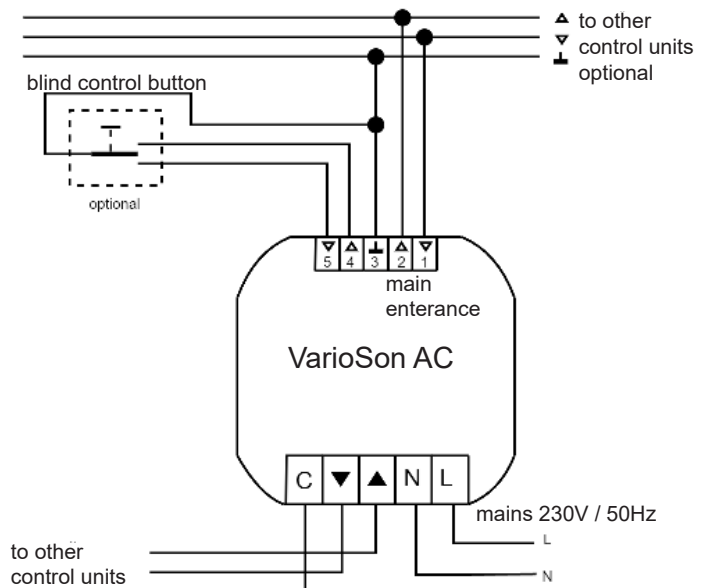 △ to other
▽ control units
⊥ optional
blind control button
optional
▽ △ ⊥ △ ▽
5 4 3 2 1
main
enterance
VarioSon AC
C ▼ ▲ N L
mains 230V / 50Hz
L
to other
control units
N